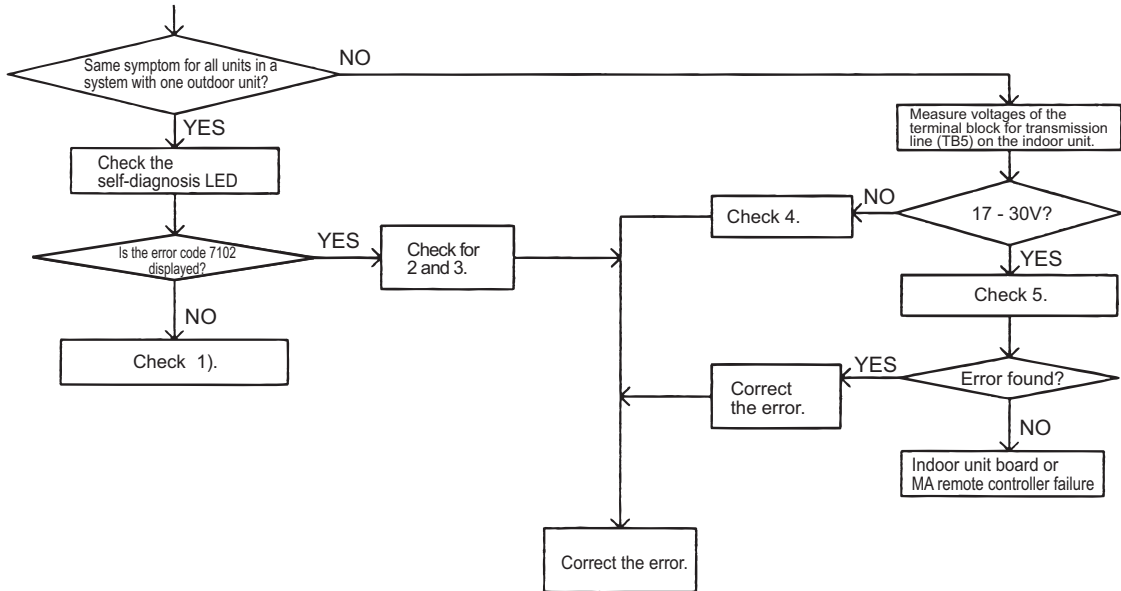 Same symptom for all units in a
system with one outdoor unit?
NO
YES
Measure voltages of the
terminal block for transmission
line (TB5) on the indoor unit.
Check the
self-diagnosis LED
NO
17 - 30V?
Check 4.
Is the error code 7102
displayed?
YES
Check for
2 and 3.
YES
Check 5.
NO
Check 1).
YES
Error found?
Correct
the error.
NO
Indoor unit board or
MA remote controller failure
Correct the error.